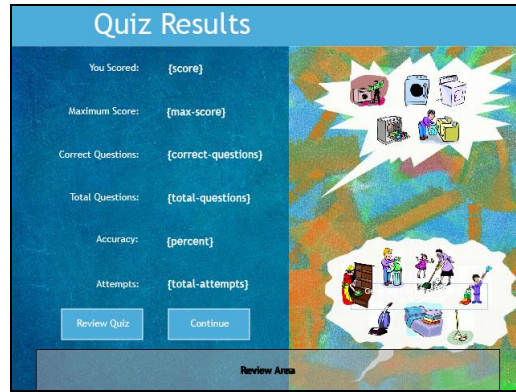 Quiz Results
You Scored: {score}
Maximum Score: {max-score}
Correct Questions: {correct-questions}
Total Questions: {total-questions}
Accuracy: {percent}
Attempts: {total-attempts}
Review Quiz Continue
Review Area